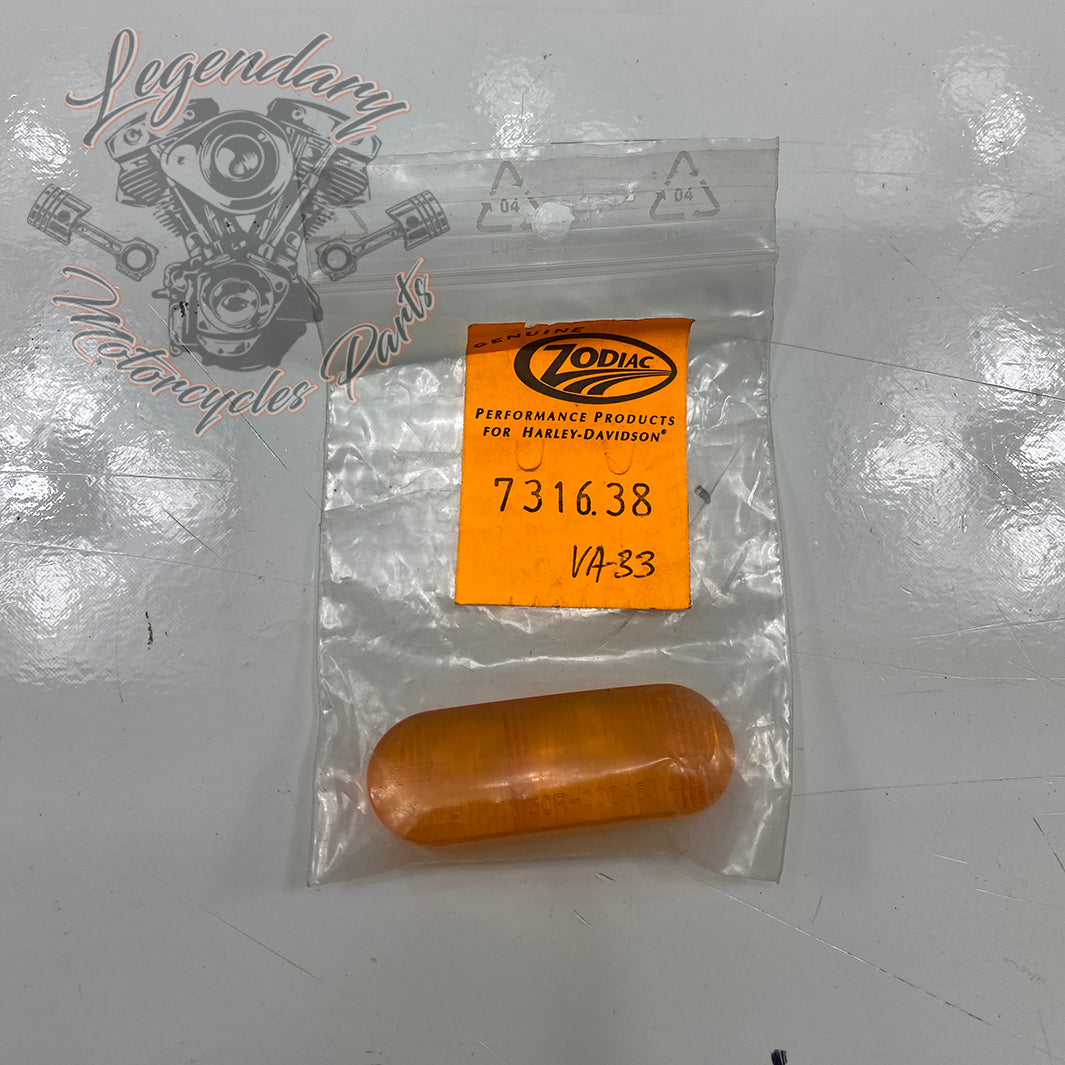 Legendary
Motorcycles Parts
04
04
LD-PE
GENUINE
ZODIAC
PERFORMANCE PRODUCTS
FOR HARLEY-DAVIDSON®
7316.38
VA-33